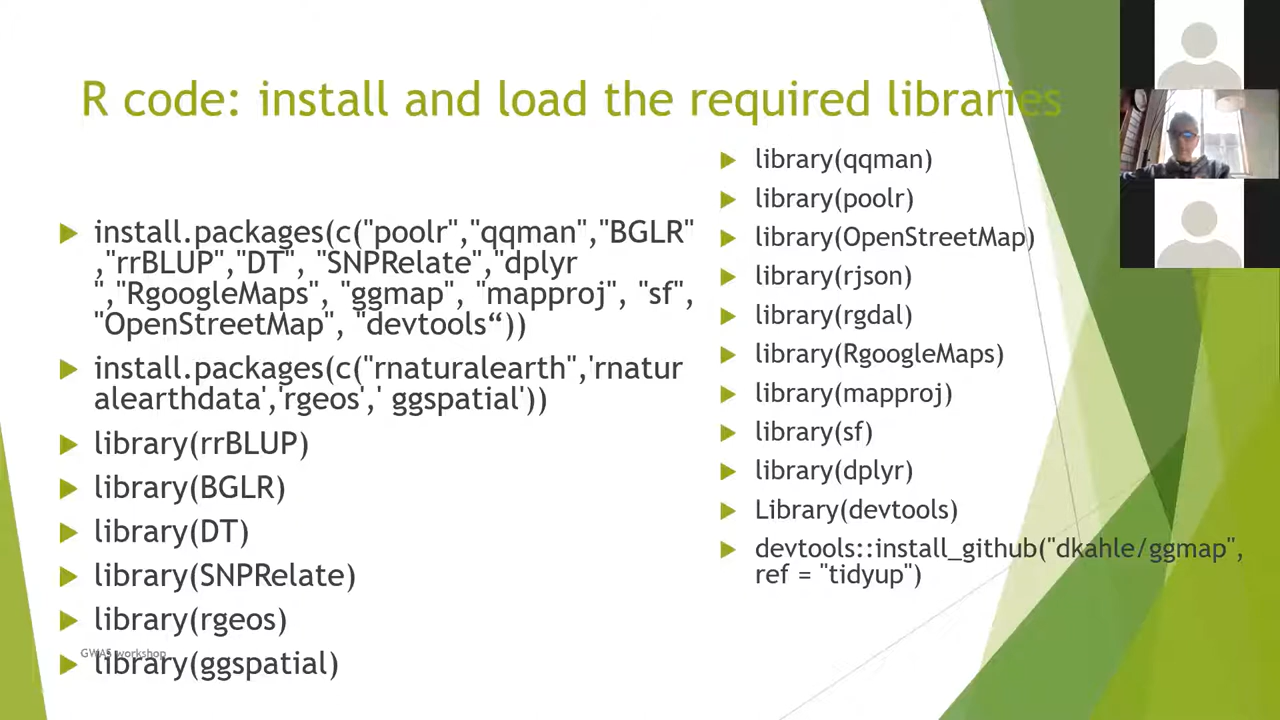 R code: install and load the required libraries
install.packages(c("poolr","qqman","BGLR"
,"rrBLUP","DT", "SNPRelate","dplyr
","RgoogleMaps", "ggmap", "mapproj", "sf",
"OpenStreetMap", "devtools“))
install.packages(c("rnaturalearth",'rnatur
alearthdata','rgeos',' ggspatial'))
library(rrBLUP)
library(BGLR)
library(DT)
library(SNPRelate)
library(rgeos)
library(ggspatial)
GWAS workshop
library(qqman)
library(poolr)
library(OpenStreetMap)
library(rjson)
library(rgdal)
library(RgoogleMaps)
library(mapproj)
library(sf)
library(dplyr)
Library(devtools)
devtools::install_github("dkahle/ggmap",
ref = "tidyup")